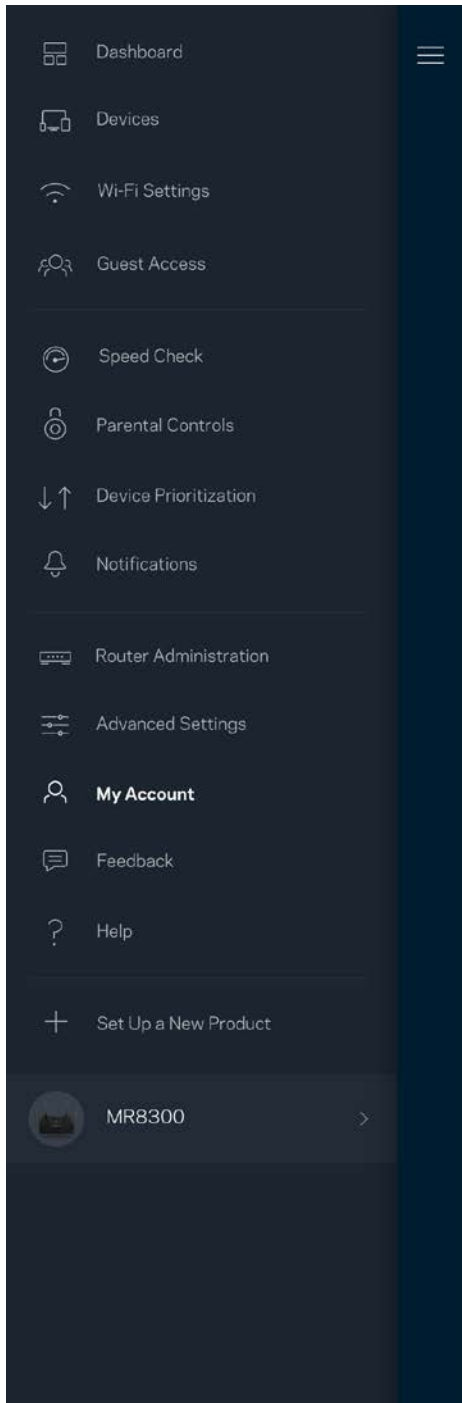 Dashboard
Devices
Wi-Fi Settings
Guest Access
Speed Check
Parental Controls
Device Prioritization
Notifications
Router Administration
Advanced Settings
My Account
Feedback
Help
Set Up a New Product
MR8300